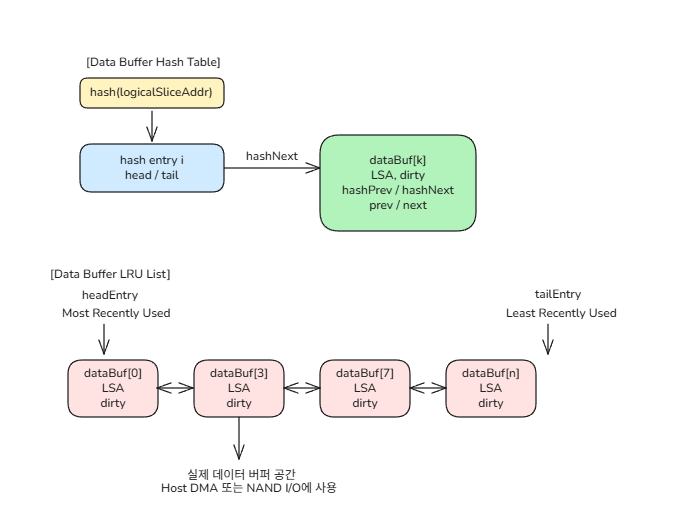 [Data Buffer Hash Table]
hash(logicalSliceAddr)
hash entry i
head / tail
hashNext
dataBuf[k]
LSA, dirty
hashPrev / hashNext
prev / next
[Data Buffer LRU List]
headEntry
Most Recently Used
tailEntry
Least Recently Used
dataBuf[0]
LSA
dirty
dataBuf[3]
LSA
dirty
dataBuf[7]
LSA
dirty
dataBuf[n]
LSA
dirty
실제 데이터 버퍼 공간
Host DMA 또는 NAND I/O에 사용